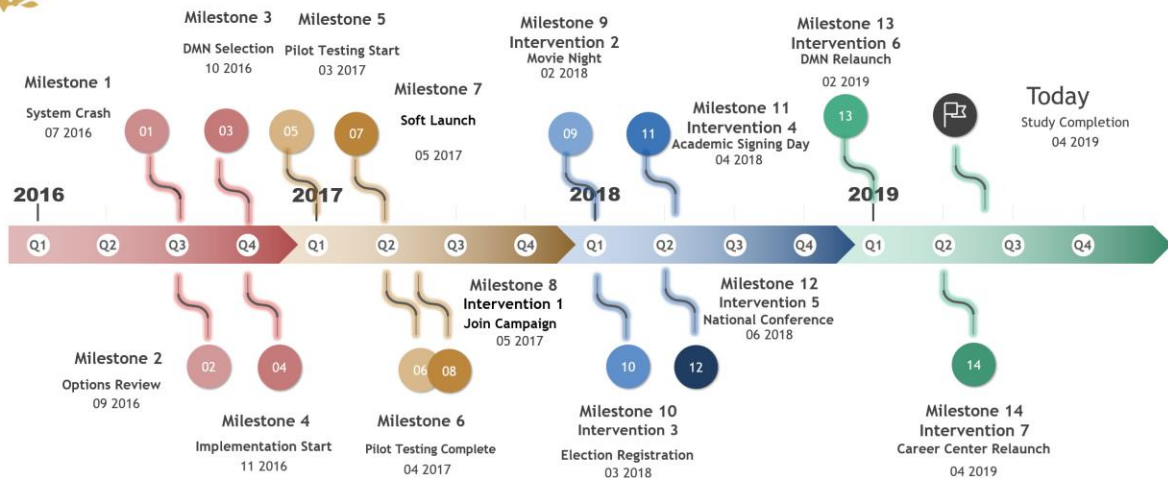 Milestone 1
System Crash
07 2016
01
Milestone 3
DMN Selection
10 2016
03
Milestone 5
Pilot Testing Start
03 2017
05
Milestone 7
Soft Launch
05 2017
07
Milestone 9
Intervention 2
Movie Night
02 2018
09
Milestone 11
Intervention 4
Academic Signing Day
04 2018
11
Milestone 13
Intervention 6
DMN Relaunch
02 2019
13
Today
Study Completion
04 2019
2016
2017
2018
2019
Q1 Q2 Q3 Q4 Q1 Q2 Q3 Q4 Q1 Q2 Q3 Q4 Q1 Q2 Q3 Q4
Milestone 2
Options Review
09 2016
02
Milestone 4
Implementation Start
11 2016
04
Milestone 6
Pilot Testing Complete
04 2017
06
Milestone 8
Intervention 1
Join Campaign
05 2017
08
Milestone 10
Intervention 3
Election Registration
03 2018
10
Milestone 12
Intervention 5
National Conference
06 2018
12
Milestone 14
Intervention 7
Career Center Relaunch
04 2019
14